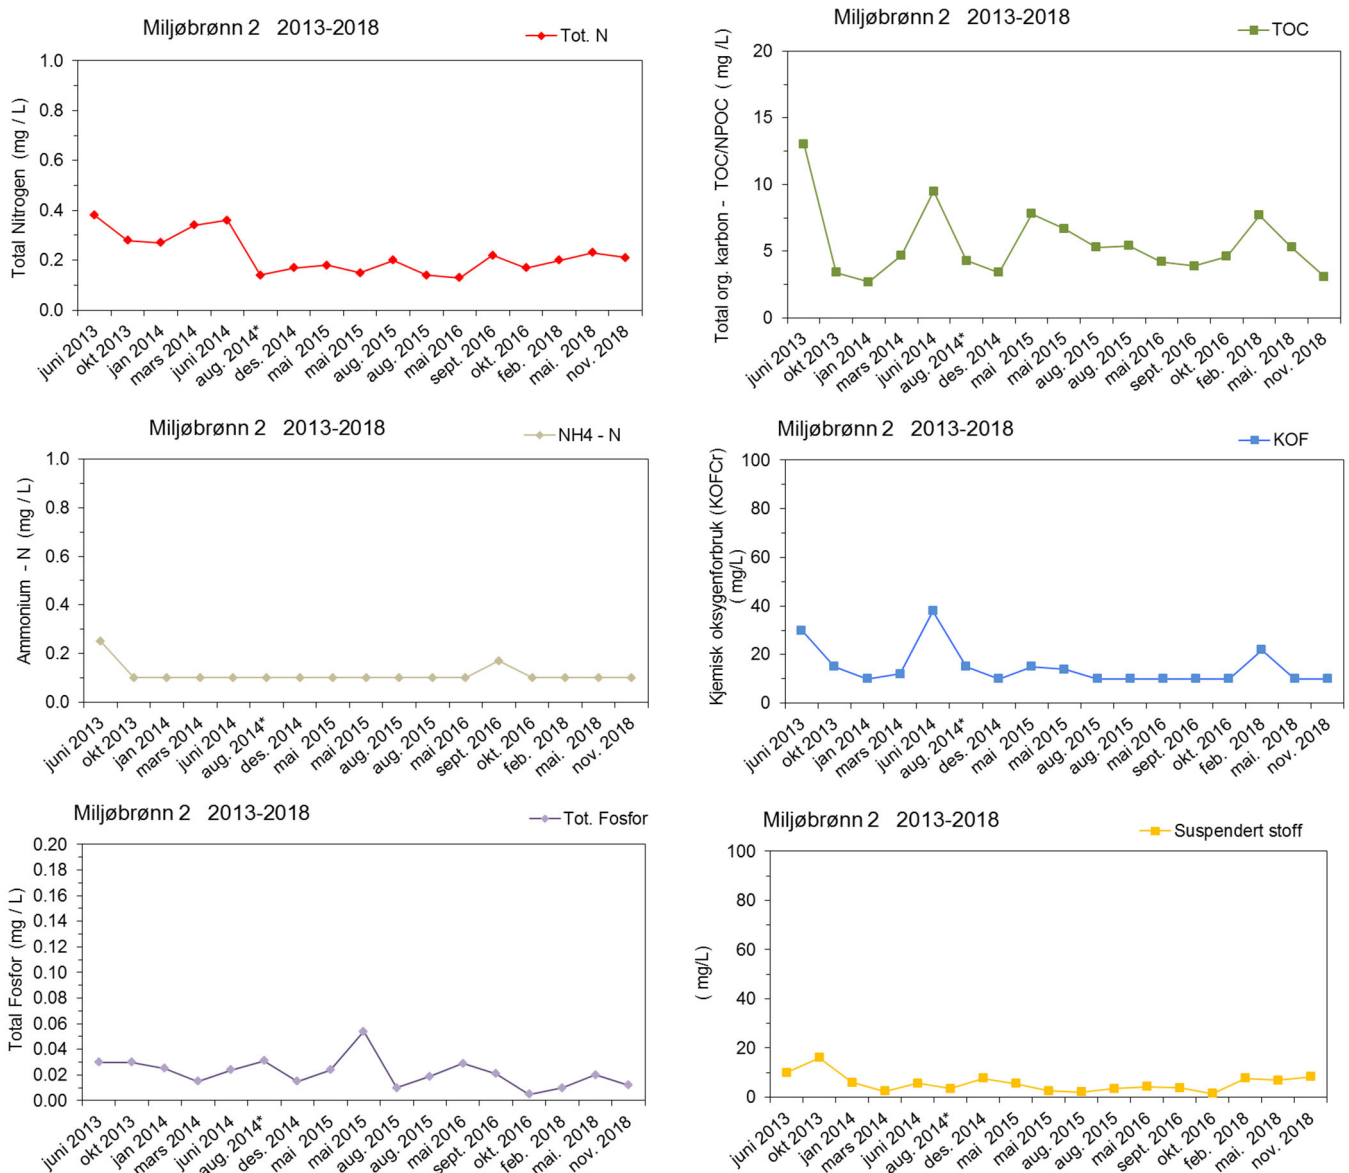 Miljøbrønn 2 2013-2018
Tot. N
Total Nitrogen (mg / L)
1.0
0.8
0.6
0.4
0.2
0.0
juni 2013
okt 2013
jan 2014
mars 2014
juni 2014
aug. 2014*
des. 2014
mai 2015
mai 2015
aug. 2015
aug. 2015
mai 2016
sept. 2016
okt. 2016
feb. 2018
mai. 2018
nov. 2018
Miljøbrønn 2 2013-2018
TOC
Total org. karbon - TOC/NPOC ( mg /L)
20
15
10
5
0
juni 2013
okt 2013
jan 2014
mars 2014
juni 2014
aug. 2014*
des. 2014
mai 2015
mai 2015
aug. 2015
aug. 2015
mai 2016
sept. 2016
okt. 2016
feb. 2018
mai. 2018
nov. 2018
Miljøbrønn 2 2013-2018
NH4 - N
Ammonium - N (mg / L)
1.0
0.8
0.6
0.4
0.2
0.0
juni 2013
okt 2013
jan 2014
mars 2014
juni 2014
aug. 2014*
des. 2014
mai 2015
mai 2015
aug. 2015
aug. 2015
mai 2016
sept. 2016
okt. 2016
feb. 2018
mai. 2018
nov. 2018
Miljøbrønn 2 2013-2018
KOF
Kjemisk oksygenforbruk (KOFCr)
( mg/L)
100
80
60
40
20
0
juni 2013
okt 2013
jan 2014
mars 2014
juni 2014
aug. 2014*
des. 2014
mai 2015
mai 2015
aug. 2015
aug. 2015
mai 2016
sept. 2016
okt. 2016
feb. 2018
mai. 2018
nov. 2018
Miljøbrønn 2 2013-2018
Tot. Fosfor
Total Fosfor (mg / L)
0.20
0.18
0.16
0.14
0.12
0.10
0.08
0.06
0.04
0.02
0.00
juni 2013
okt 2013
jan 2014
mars 2014
juni 2014
aug. 2014*
des. 2014
mai 2015
mai 2015
aug. 2015
aug. 2015
mai 2016
sept. 2016
okt. 2016
feb. 2018
mai. 2018
nov. 2018
Miljøbrønn 2 2013-2018
Suspendert stoff
( mg/L)
100
80
60
40
20
0
juni 2013
okt 2013
jan 2014
mars 2014
juni 2014
aug. 2014*
des. 2014
mai 2015
mai 2015
aug. 2015
aug. 2015
mai 2016
sept. 2016
okt. 2016
feb. 2018
mai. 2018
nov. 2018